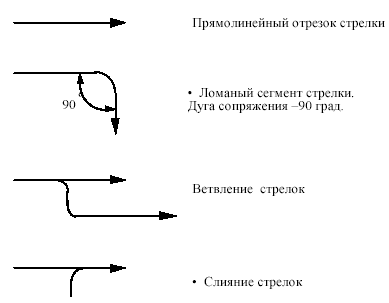 Прямолинейный отрезок стрелки
• Ломаный сегмент стрелки.
Дуга сопряжения –90 град.
90
Ветвление стрелок
• Слияние стрелок